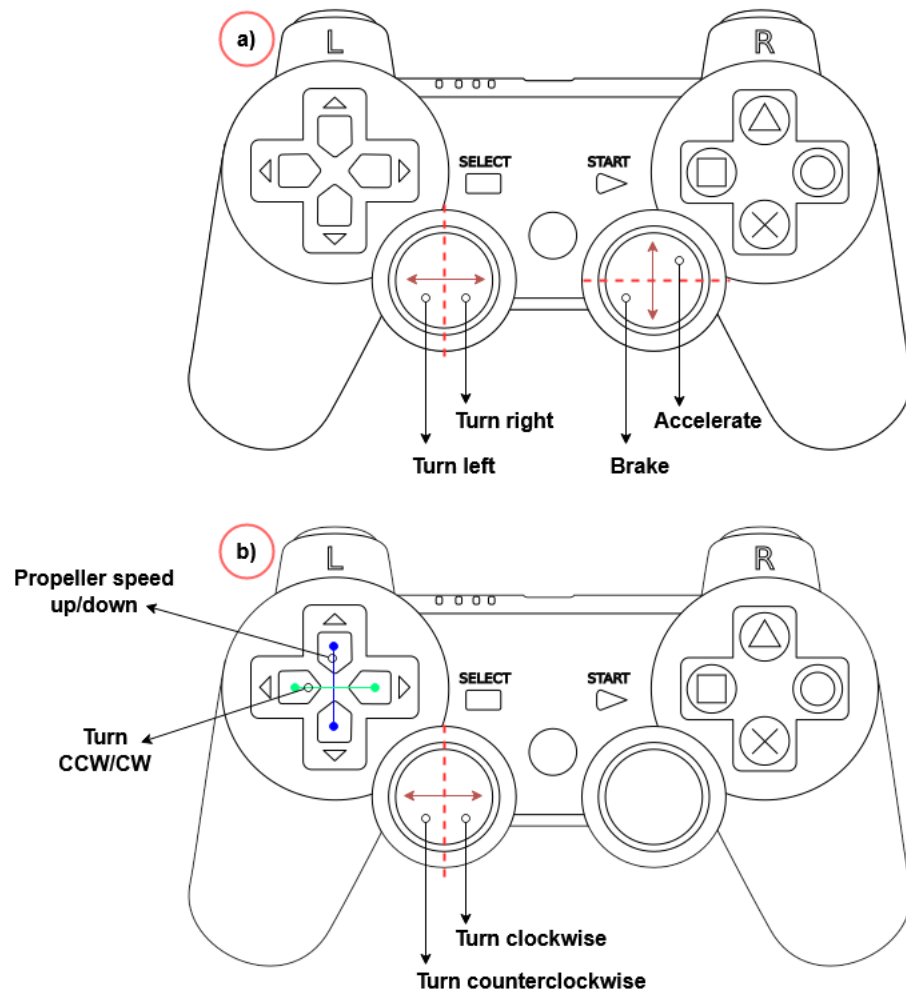 a)
L
R
SELECT
START
Turn right
Accelerate
Turn left
Brake
b)
L
R
Propeller speed
up/down
SELECT
START
Turn
CCW/CW
Turn clockwise
Turn counterclockwise